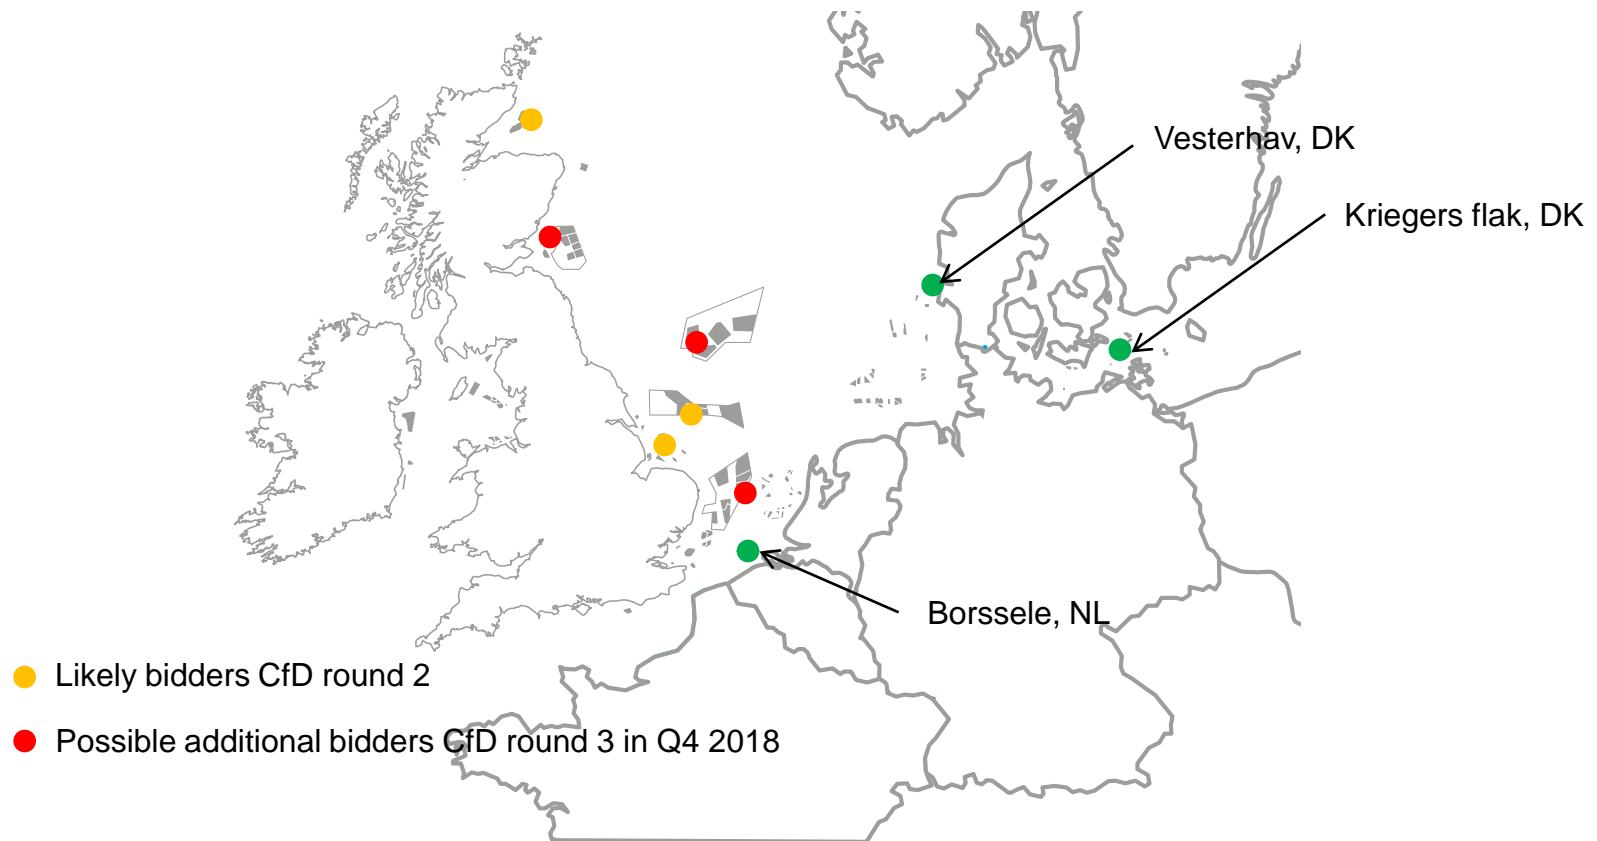 Vesterhav, DK
Kriegers flak, DK
Borssele, NL
Likely bidders CfD round 2
Possible additional bidders CfD round 3 in Q4 2018